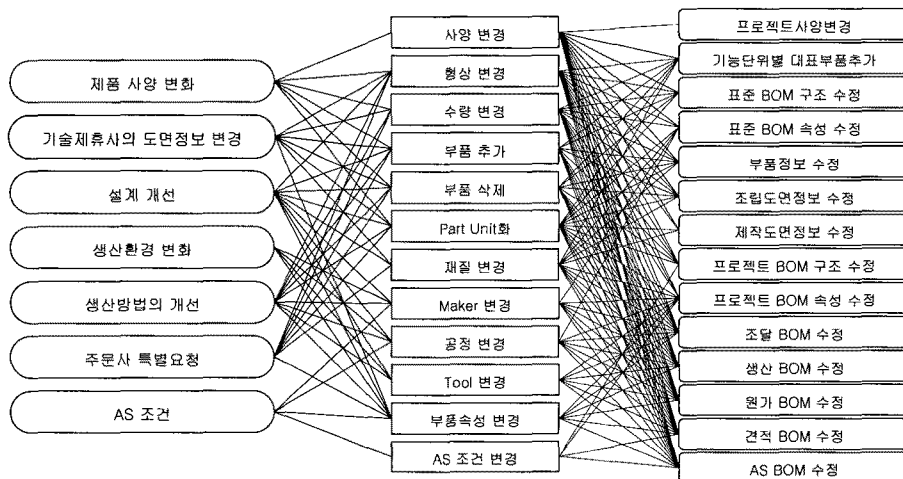 제품 사양 변화
기술제휴사의 도면정보 변경
설계 개선
생산환경 변화
생산방법의 개선
주문사 특별요청
AS 조건
사양 변경
형상 변경
수량 변경
부품 추가
부품 삭제
Part Unit화
재질 변경
Maker 변경
공정 변경
Tool 변경
부품속성 변경
AS 조건 변경
프로젝트사양변경
기능단위별 대표부품추가
표준 BOM 구조 수정
표준 BOM 속성 수정
부품정보 수정
조립도면정보 수정
제작도면정보 수정
프로젝트 BOM 구조 수정
프로젝트 BOM 속성 수정
조달 BOM 수정
생산 BOM 수정
원가 BOM 수정
견적 BOM 수정
AS BOM 수정